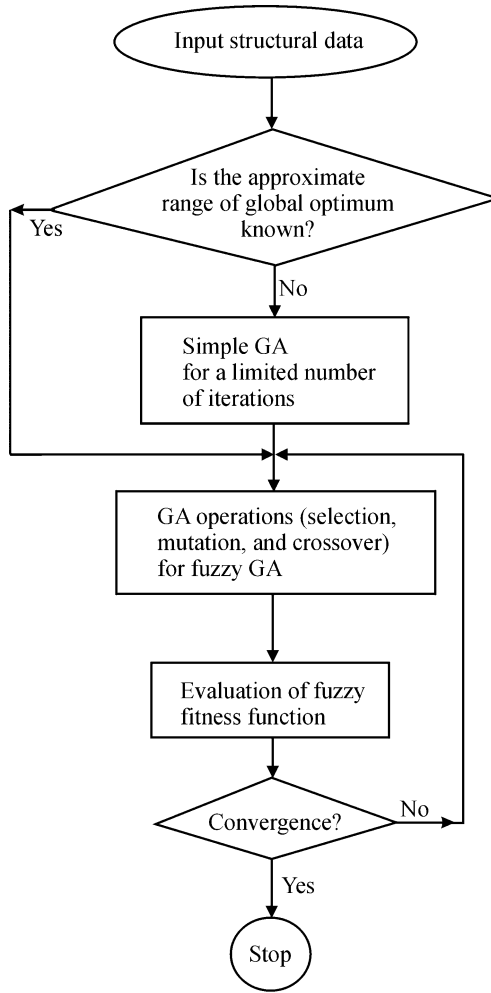 Input structural data
Is the approximate
range of global optimum
known?
Yes
No
Simple GA
for a limited number
of iterations
GA operations (selection,
mutation, and crossover)
for fuzzy GA
Evaluation of fuzzy
fitness function
Convergence?
No
Yes
Stop